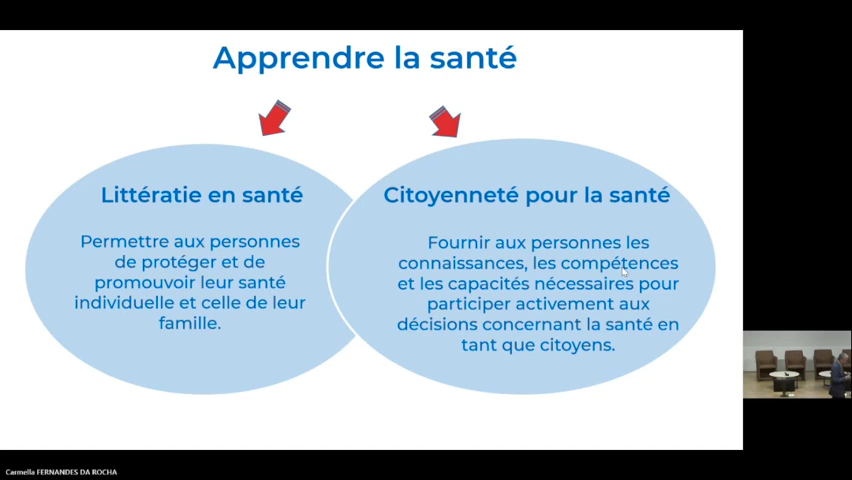 Apprendre la santé
Littératie en santé
Permettre aux personnes
de protéger et de
promouvoir leur santé
individuelle et celle de leur
famille.
Citoyenneté pour la santé
Fournir aux personnes les
connaissances, les compétences
et les capacités nécessaires pour
participer activement aux
décisions concernant la santé en
tant que citoyens.
Carmella FERNANDES DA ROCHA